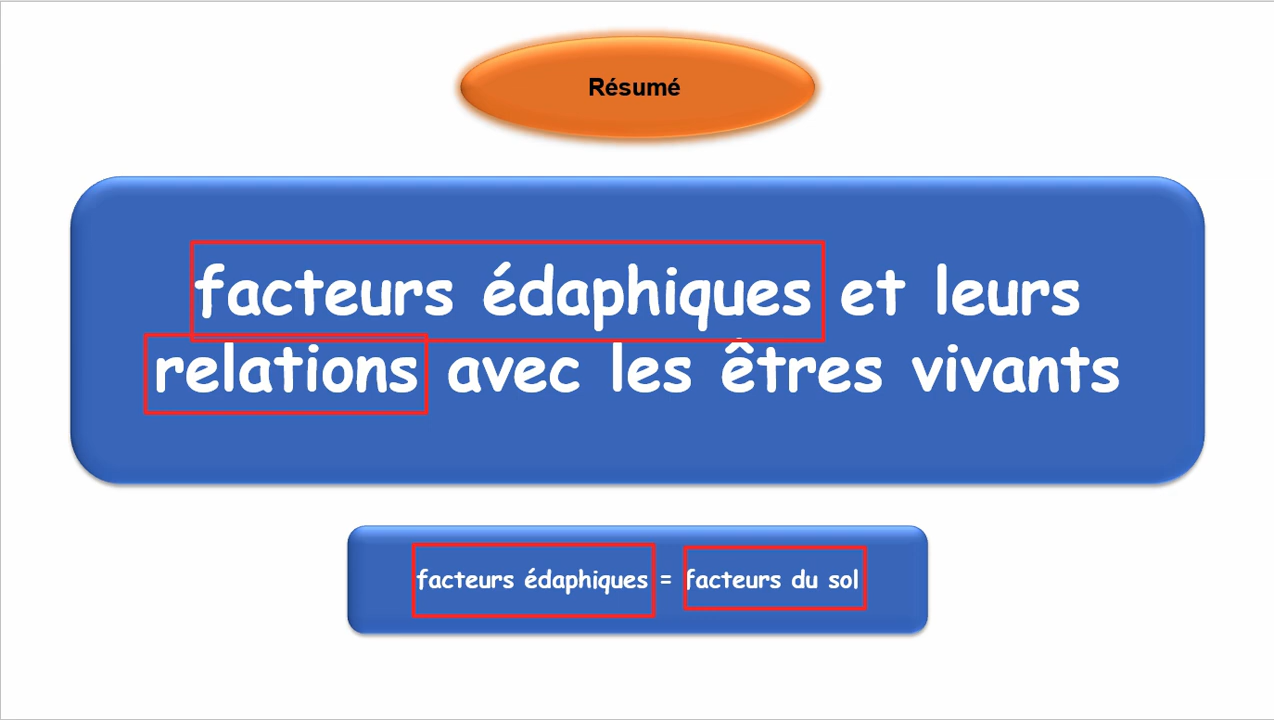 Résumé
facteurs édaphiques et leurs
relations avec les êtres vivants
facteurs édaphiques = facteurs du sol